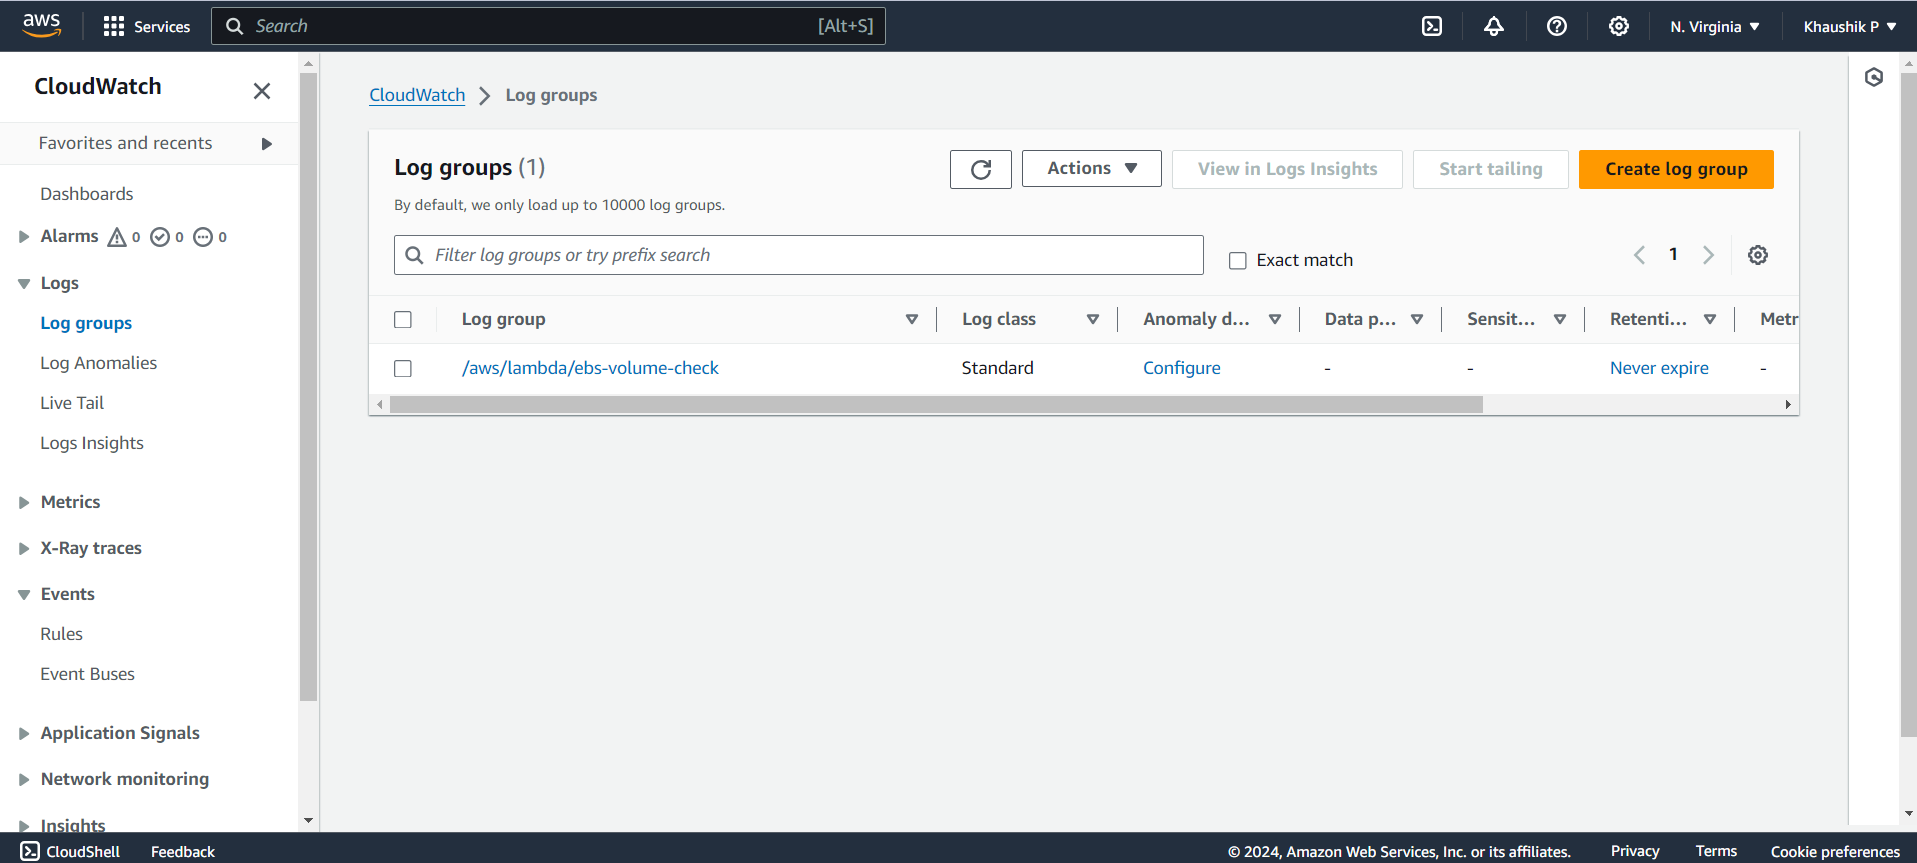 aws
Services
Search
[Alt+S]
N. Virginia
Khaushik P
CloudWatch
Favorites and recents
Dashboards
Alarms 0 0 0
Logs
Log groups
Log Anomalies
Live Tail
Logs Insights
Metrics
X-Ray traces
Events
Rules
Event Buses
Application Signals
Network monitoring
Insights
CloudWatch
Log groups
Log groups (1)
Actions
View in Logs Insights
Start tailing
Create log group
By default, we only load up to 10000 log groups.
Filter log groups or try prefix search
Exact match
1
Log group
Log class
Anomaly d...
Data p...
Sensit...
Retenti...
Metr
/aws/lambda/ebs-volume-check
Standard
Configure
-
-
Never expire
-
CloudShell
Feedback
© 2024, Amazon Web Services, Inc. or its affiliates.
Privacy
Terms
Cookie preferences